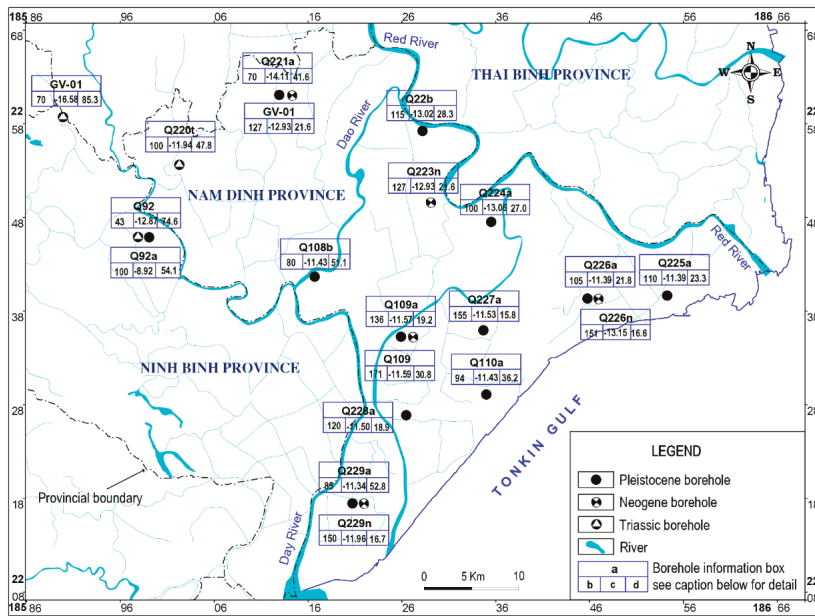 185 86 96 06 16 26 36 46 56 186 66
68
68
Red River
N
W E
S
THAI BINH PROVINCE
Q221a
70 -14.11 41.6
GV-01
70 -16.58 85.3
GV-01
127 -12.93 21.6
Dao River
Q22b
115 -13.02 28.3
22
58
22
58
Q220t
100 -11.94 47.8
Q223n
127 -12.93 21.6
Q224a
100 -13.06 27.0
NAM DINH PROVINCE
Q92
43 -12.87 74.6
Q92a
100 -8.92 54.1
48
48
Red River
Q108b
80 -11.43 51.1
Q226a
105 -11.39 21.8
Q225a
110 -11.39 23.3
Q226n
151 -13.15 16.6
Q109a
136 -11.57 19.2
Q227a
155 -11.53 15.8
38
38
Q109
171 -11.59 30.8
Q110a
94 -11.43 36.2
NINH BINH PROVINCE
28
28
Q228a
120 -11.50 18.9
TONKIN GULF
Q229a
85 -11.34 52.8
Q229n
150 -11.96 16.7
Provincial boundary
18
18
Day River
LEGEND
Pleistocene borehole
Neogene borehole
Triassic borehole
River
a
b c d
Borehole information box
see caption below for detail
0 5 Km 10
22
08
22
08
185 86 96 06 16 26 36 46 56 186 66